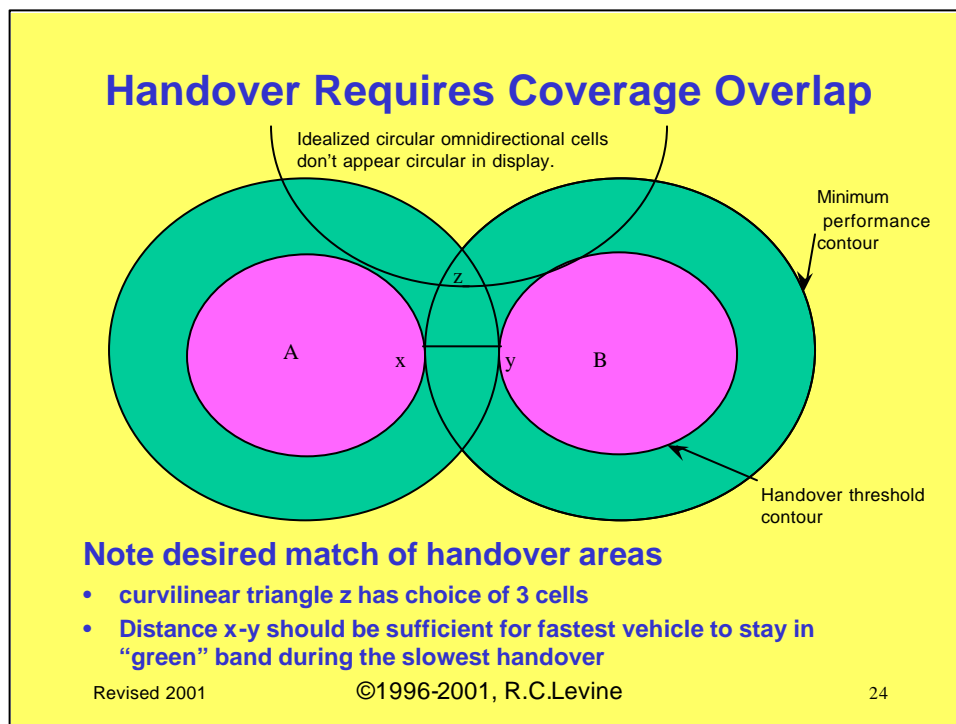 Handover Requires Coverage Overlap
Idealized circular omnidirectional cells
don't appear circular in display.
Minimum
performance
contour
z
A
x
y
B
Handover threshold
contour
Note desired match of handover areas
• curvilinear triangle z has choice of 3 cells
• Distance x-y should be sufficient for fastest vehicle to stay in
“green” band during the slowest handover
Revised 2001
©1996-2001, R.C.Levine
24